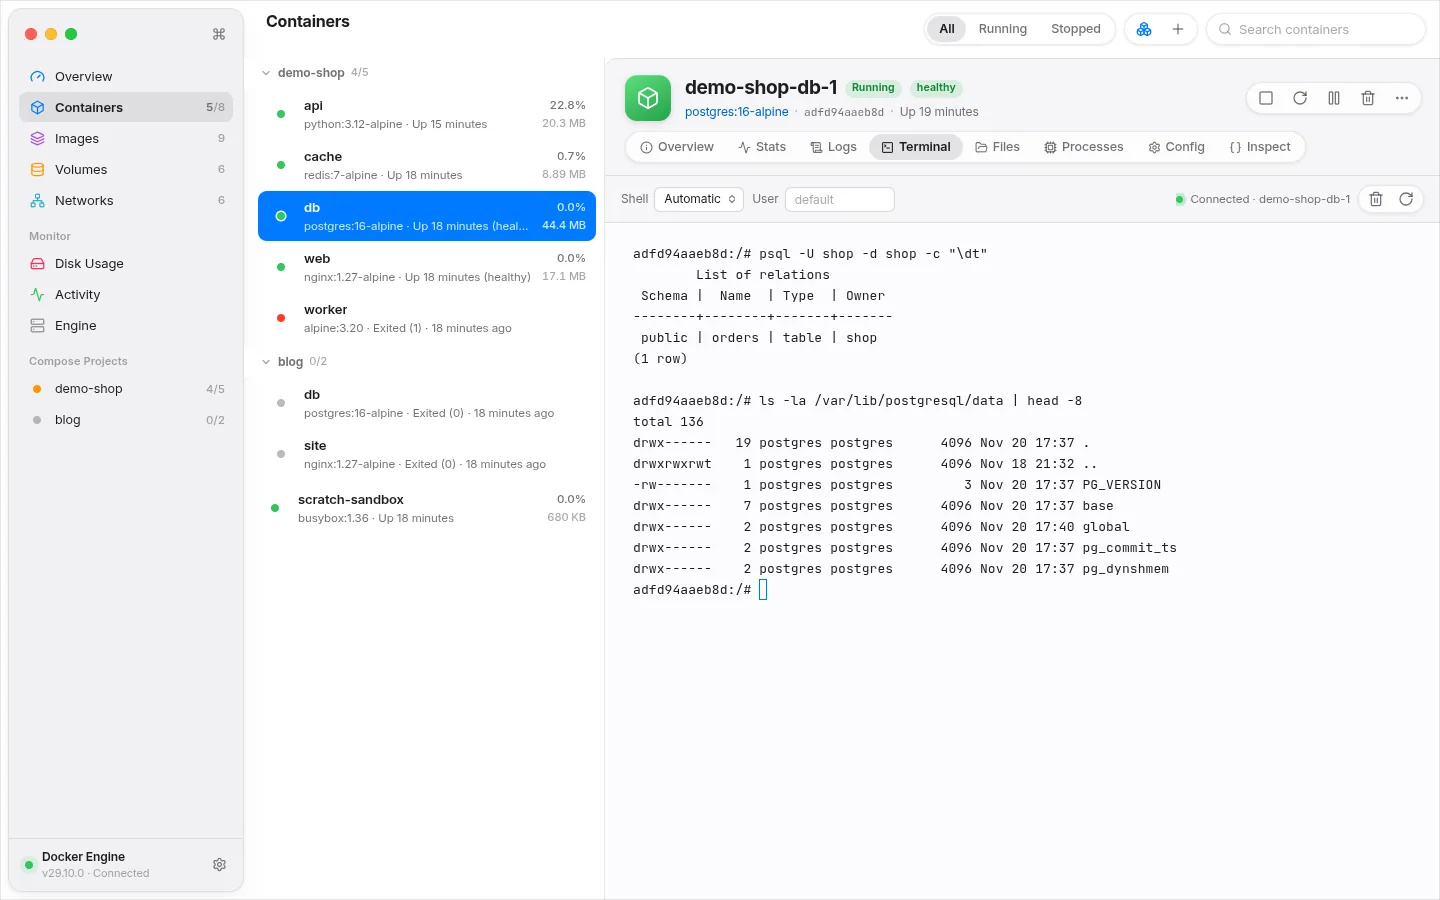 ⌘
Overview
Containers 5/8
Images 9
Volumes 6
Networks 6
Monitor
Disk Usage
Activity
Engine
Compose Projects
demo-shop 4/5
blog 0/2
Docker Engine
v29.10.0 · Connected
Containers
All Running Stopped
Search containers
demo-shop 4/5
api 22.8%
python:3.12-alpine · Up 15 minutes 20.3 MB
cache 0.7%
redis:7-alpine · Up 18 minutes 8.89 MB
db 0.0%
postgres:16-alpine · Up 18 minutes (heal... 44.4 MB
web 0.0%
nginx:1.27-alpine · Up 18 minutes (healthy) 17.1 MB
worker
alpine:3.20 · Exited (1) · 18 minutes ago
blog 0/2
db
postgres:16-alpine · Exited (0) · 18 minutes ago
site
nginx:1.27-alpine · Exited (0) · 18 minutes ago
scratch-sandbox 0.0%
busybox:1.36 · Up 18 minutes 680 KB
demo-shop-db-1 Running healthy
postgres:16-alpine · adfd94aaeb8d · Up 19 minutes
Overview Stats Logs Terminal Files Processes Config Inspect
Shell Automatic User default Connected · demo-shop-db-1
adfd94aaeb8d:/# psql -U shop -d shop -c "\dt"
        List of relations
 Schema |  Name  | Type  | Owner
--------+--------+-------+-------
 public | orders | table | shop
(1 row)
adfd94aaeb8d:/# ls -la /var/lib/postgresql/data | head -8
total 136
drwx------   19 postgres postgres      4096 Nov 20 17:37 .
drwxrwxrwt    1 postgres postgres      4096 Nov 18 21:32 ..
-rw-------    1 postgres postgres         3 Nov 20 17:37 PG_VERSION
drwx------    7 postgres postgres      4096 Nov 20 17:37 base
drwx------    2 postgres postgres      4096 Nov 20 17:40 global
drwx------    2 postgres postgres      4096 Nov 20 17:37 pg_commit_ts
drwx------    2 postgres postgres      4096 Nov 20 17:37 pg_dynshmem
adfd94aaeb8d:/#